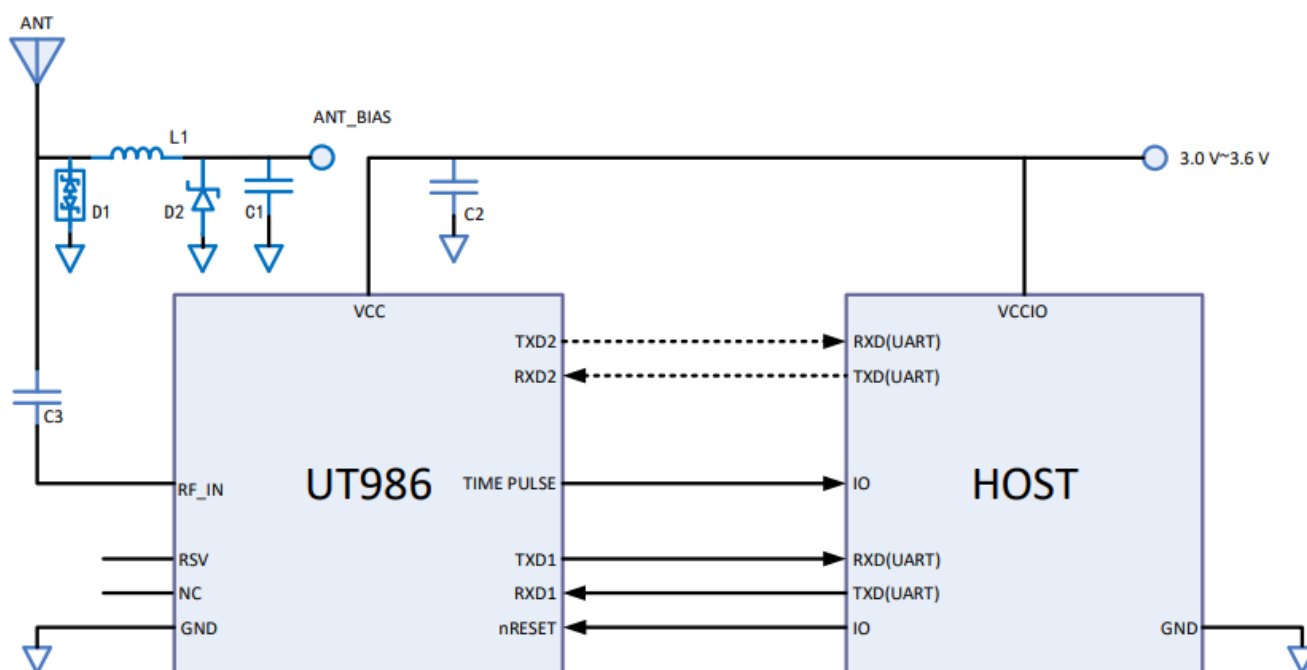 ANT
ANT_BIAS
L1
3.0 V~3.6 V
D1
D2
C1
C2
VCC
VCCIO
TXD2
RXD(UART)
RXD2
TXD(UART)
C3
RF_IN
UT986
TIME PULSE
IO
HOST
RSV
TXD1
RXD(UART)
NC
RXD1
TXD(UART)
GND
nRESET
IO
GND